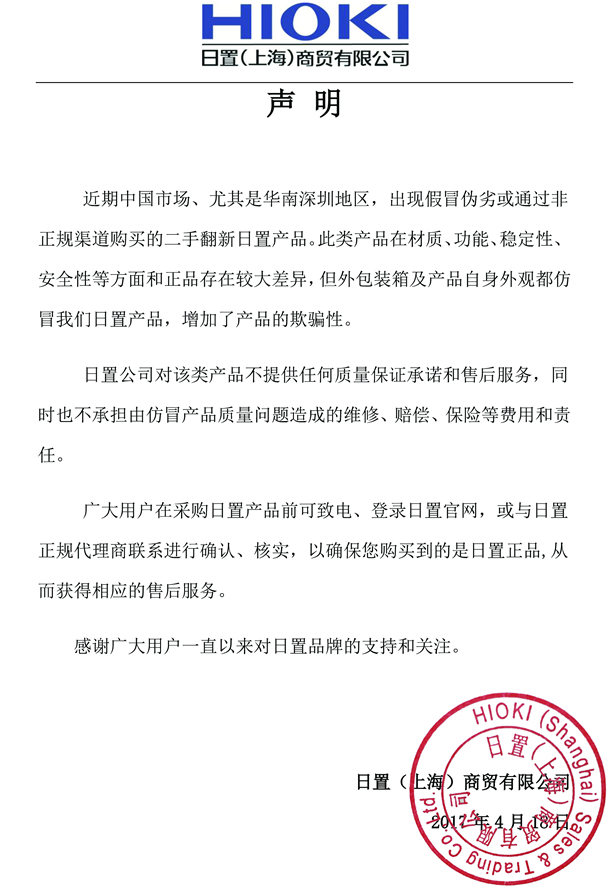 HIOKI
日置(上海)商贸有限公司
声 明
近期中国市场、尤其是华南深圳地区，出现假冒伪劣或通过非
正规渠道购买的二手翻新日置产品。此类产品在材质、功能、稳定性、
安全性等方面和正品存在较大差异，但外包装箱及产品自身外观都仿
冒我们日置产品，增加了产品的欺骗性。
日置公司对该类产品不提供任何质量保证承诺和售后服务，同
时也不承担由仿冒产品质量问题造成的维修、赔偿、保险等费用和责
任。
广大用户在采购日置产品前可致电、登录日置官网，或与日置
正规代理商联系进行确认、核实，以确保您购买到的是日置正品,从
而获得相应的售后服务。
感谢广大用户一直以来对日置品牌的支持和关注。
日置（上海）商贸有限公司
2017年4月18日
HIOKI (Shanghai) Sales & Trading Co.,Ltd.
日置(上海)商贸有限公司